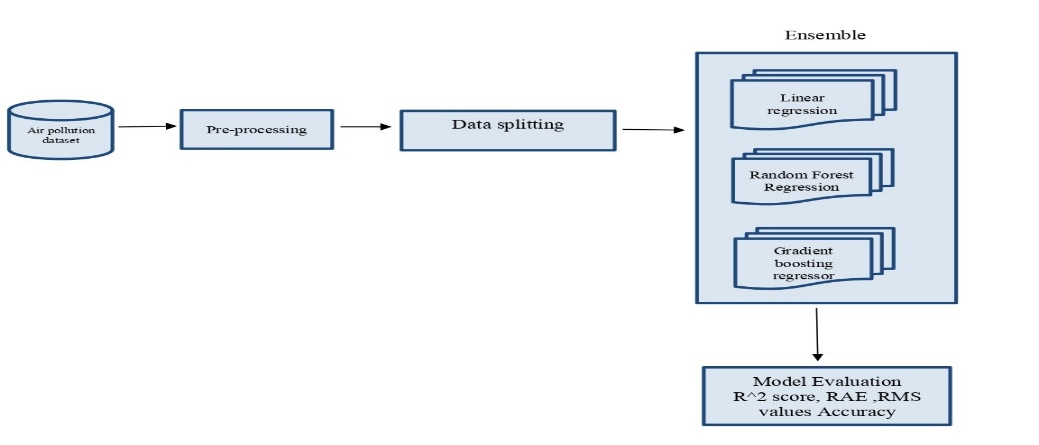 Ensemble
Air pollution
dataset
Pre-processing
Data splitting
Linear
regression
Random Forest
Regression
Gradient
boosting
regressor
Model Evaluation
R^2 score, RAE ,RMS
values Accuracy